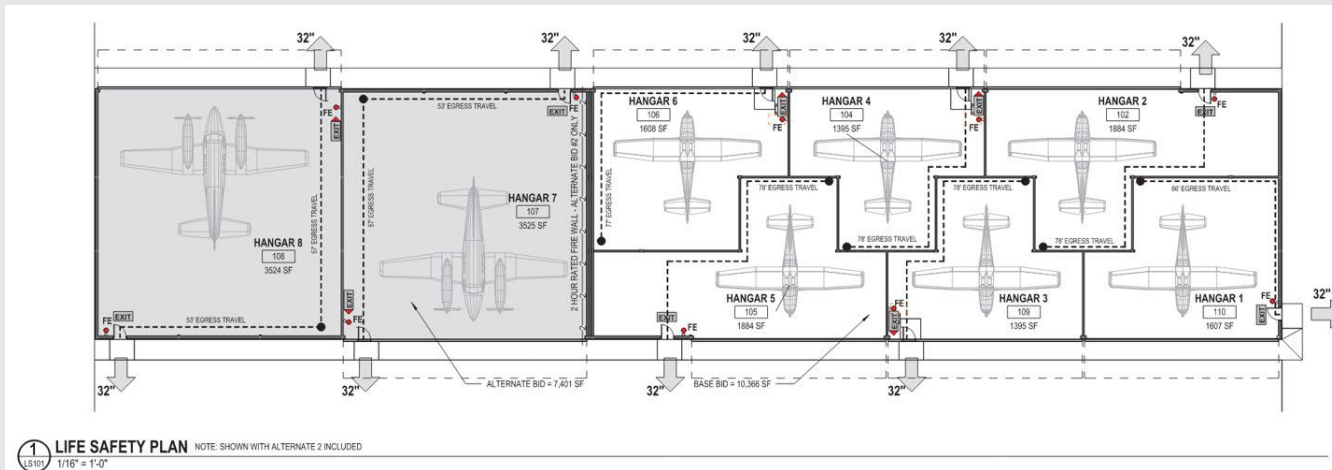 32"
32"
32"
32"
32"
53' EGRESS TRAVEL
FE
EXIT
57' EGRESS TRAVEL
HANGAR 8
108
3524 SF
53' EGRESS TRAVEL
EXIT
FE
FE
EXIT
57' EGRESS TRAVEL
HANGAR 7
107
3525 SF
EXIT
FE
2 HOUR RATED FIRE WALL - ALTERNATE BID #2 ONLY
HANGAR 6
106
1608 SF
EXIT
FE
77' EGRESS TRAVEL
HANGAR 4
104
1395 SF
EXIT
FE
78' EGRESS TRAVEL
HANGAR 2
102
1884 SF
FE
EXIT
78' EGRESS TRAVEL
78' EGRESS TRAVEL
HANGAR 5
105
1884 SF
EXIT
FE
78' EGRESS TRAVEL
HANGAR 3
109
1395 SF
FE
EXIT
66' EGRESS TRAVEL
HANGAR 1
110
1607 SF
FE
EXIT
32"
32"
32"
32"
32"
ALTERNATE BID = 7,401 SF
BASE BID = 10,366 SF
1
LS101
LIFE SAFETY PLAN NOTE: SHOWN WITH ALTERNATE 2 INCLUDED
1/16" = 1'-0"